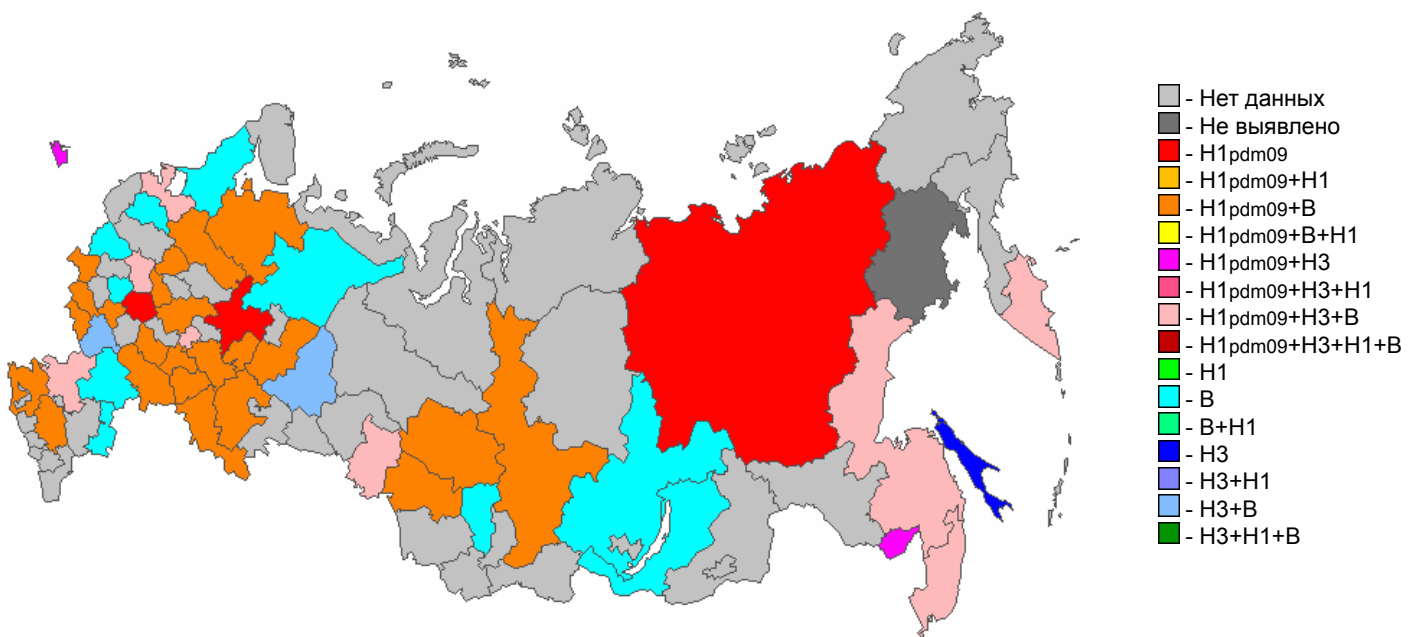 - Нет данных
- Не выявлено
- H1pdm09
- H1pdm09+H1
- H1pdm09+B
- H1pdm09+B+H1
- H1pdm09+H3
- H1pdm09+H3+H1
- H1pdm09+H3+B
- H1pdm09+H3+H1+B
- H1
- B
- B+H1
- H3
- H3+H1
- H3+B
- H3+H1+B